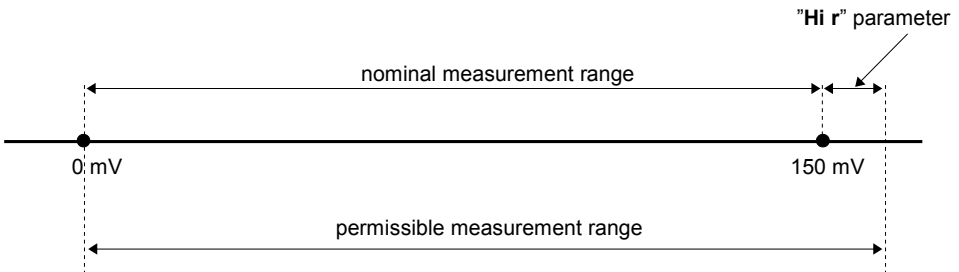 ”Hi r” parameter
nominal measurement range
0 mV
150 mV
permissible measurement range